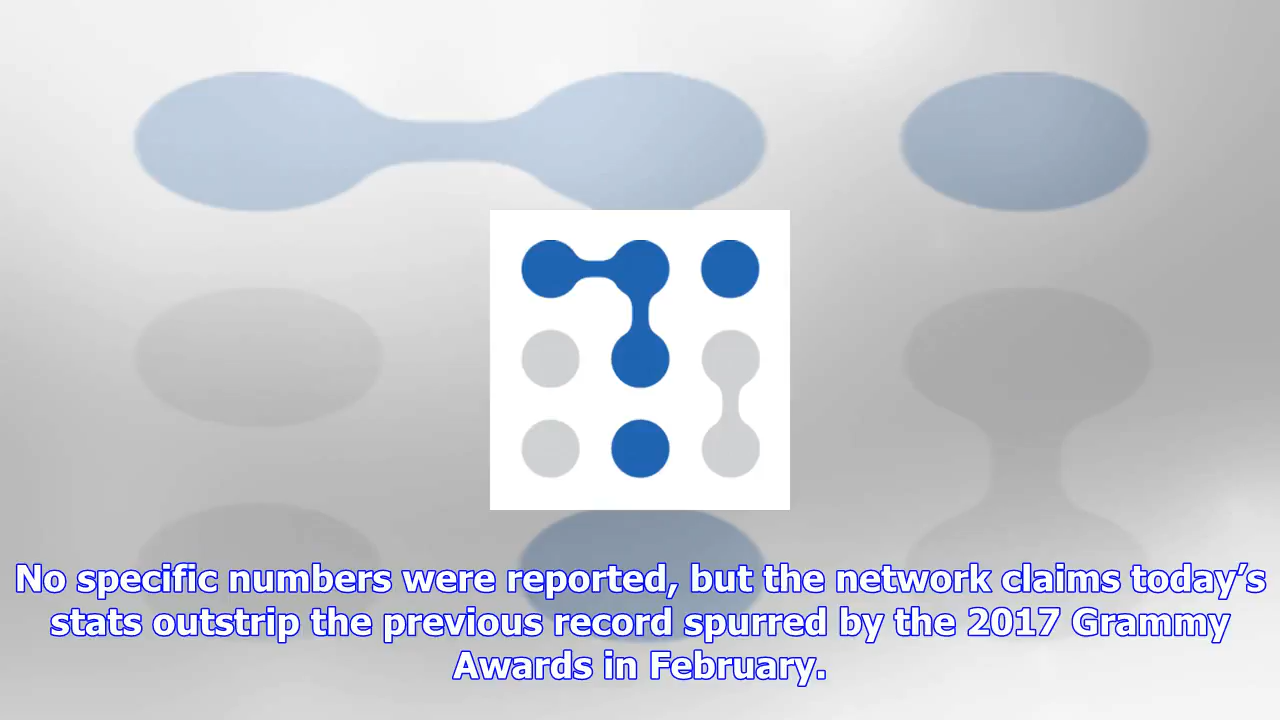 No specific numbers were reported, but the network claims today’s
stats outstrip the previous record spurred by the 2017 Grammy
Awards in February.